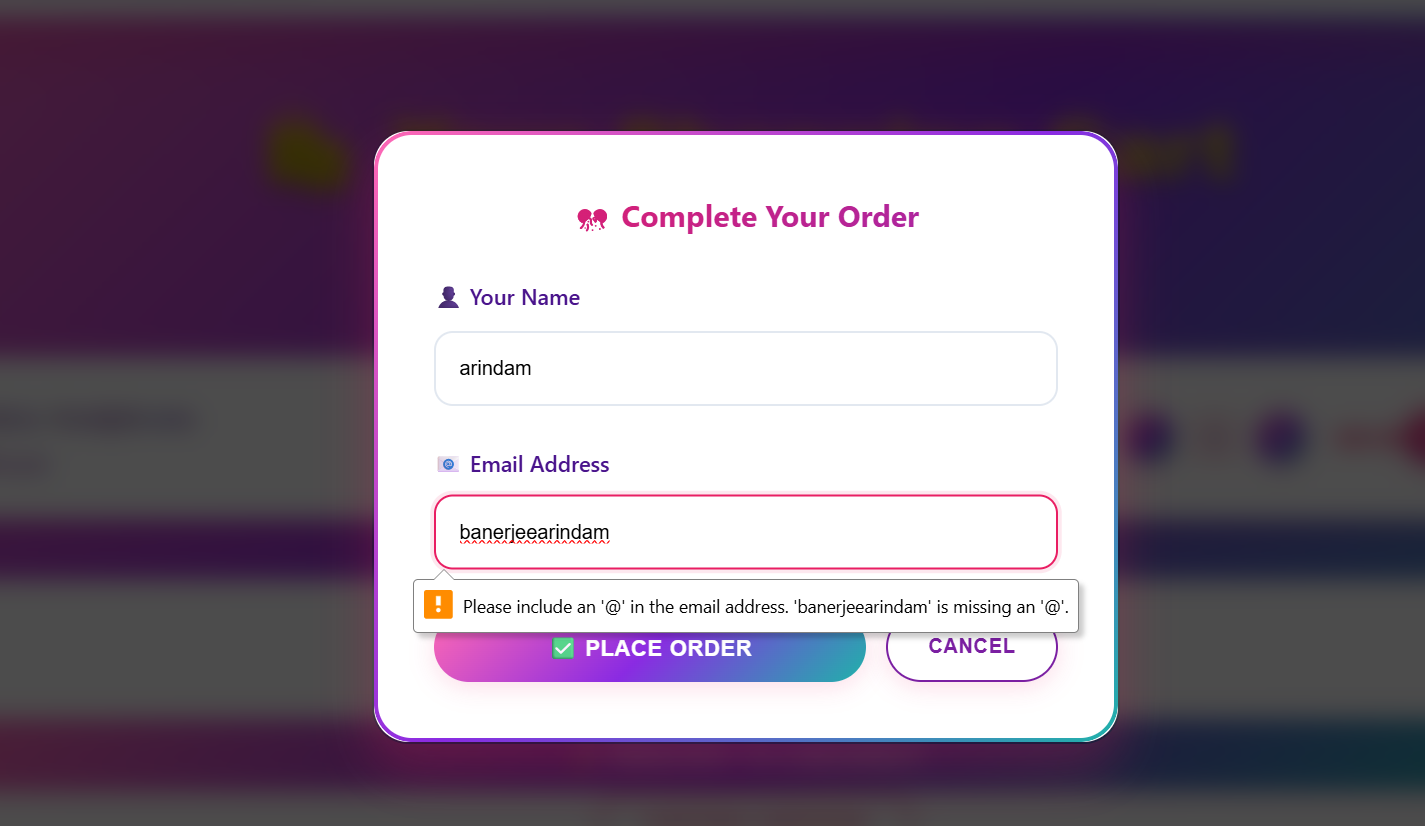 Complete Your Order
Your Name
arindam
Email Address
banerjeearindam
Please include an '@' in the email address. 'banerjeearindam' is missing an '@'.
PLACE ORDER
CANCEL